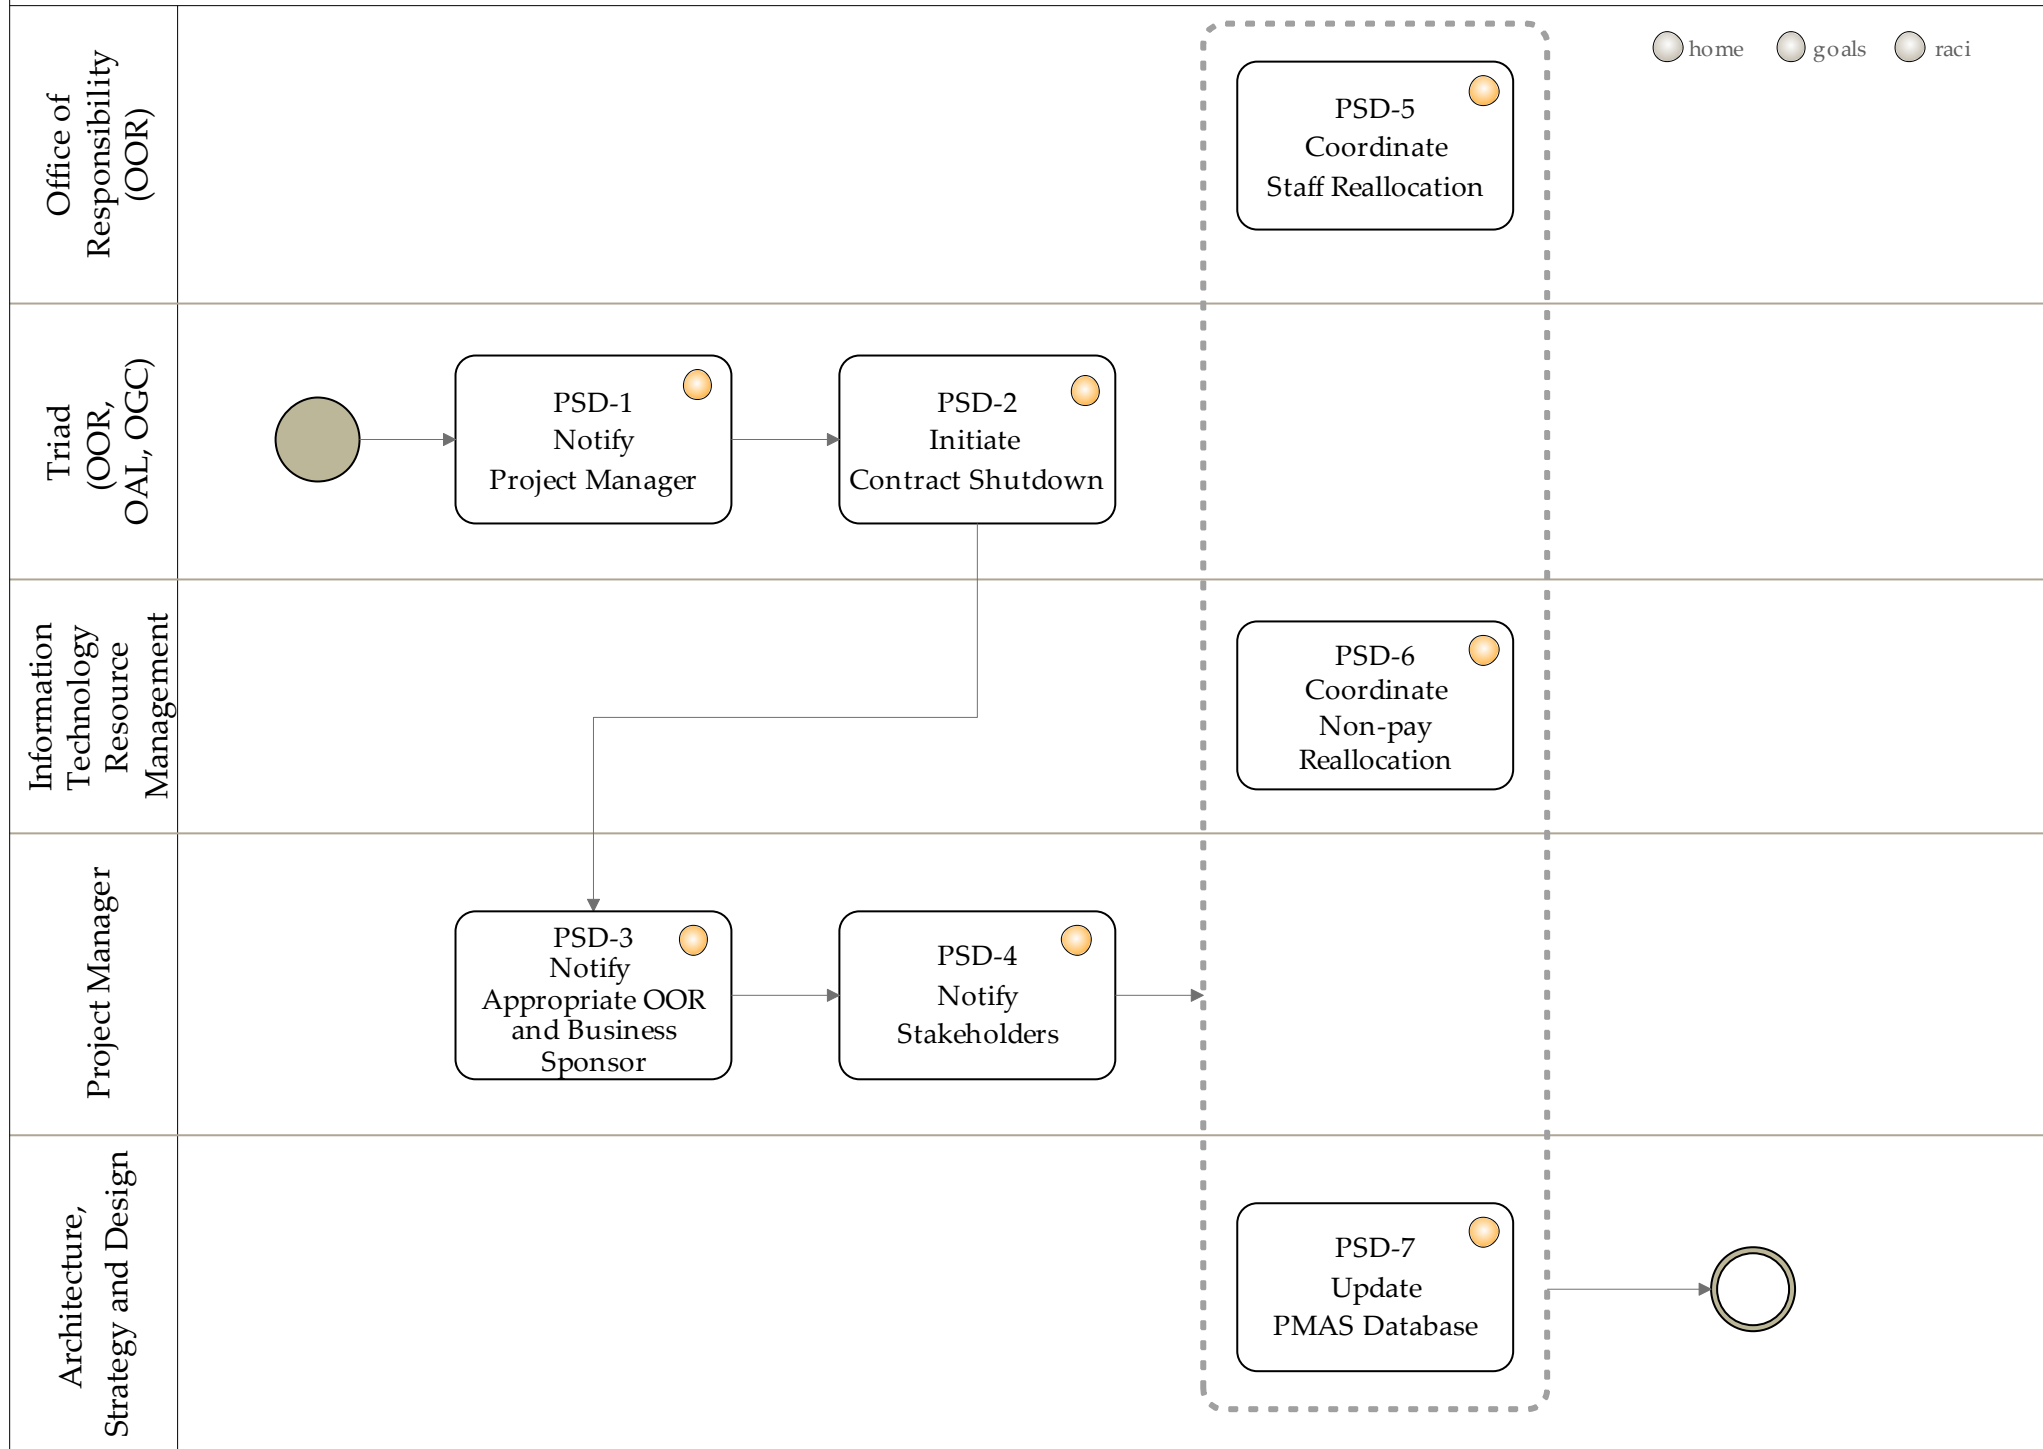 home
goals
raci
Office of
Responsibility
(OOR)
PSD-5
Coordinate
Staff Reallocation
Triad
(OOR,
OAL, OGC)
PSD-1
Notify
Project Manager
PSD-2
Initiate
Contract Shutdown
Information
Technology
Resource
Management
PSD-6
Coordinate
Non-pay
Reallocation
Project Manager
PSD-3
Notify
Appropriate OOR
and Business
Sponsor
PSD-4
Notify
Stakeholders
Architecture,
Strategy and Design
PSD-7
Update
PMAS Database